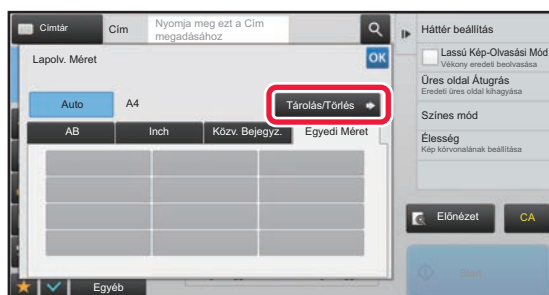 Címtár
Cím
Nyomja meg ezt a Cím
megadásához
Lapolv. Méret
OK
Auto
A4
Tárolás/Törlés
AB
Inch
Közv. Bejegyz.
Egyedi Méret
Egyéb
Háttér beállítás
Lassú Kép-Olvasási Mód
Vékony eredeti beolvasása
Üres oldal Átugrás
Eredeti üres oldal kihagyása
Színes mód
Élesség
Kép körvonalának beállítása
Előnézet
CA
Start